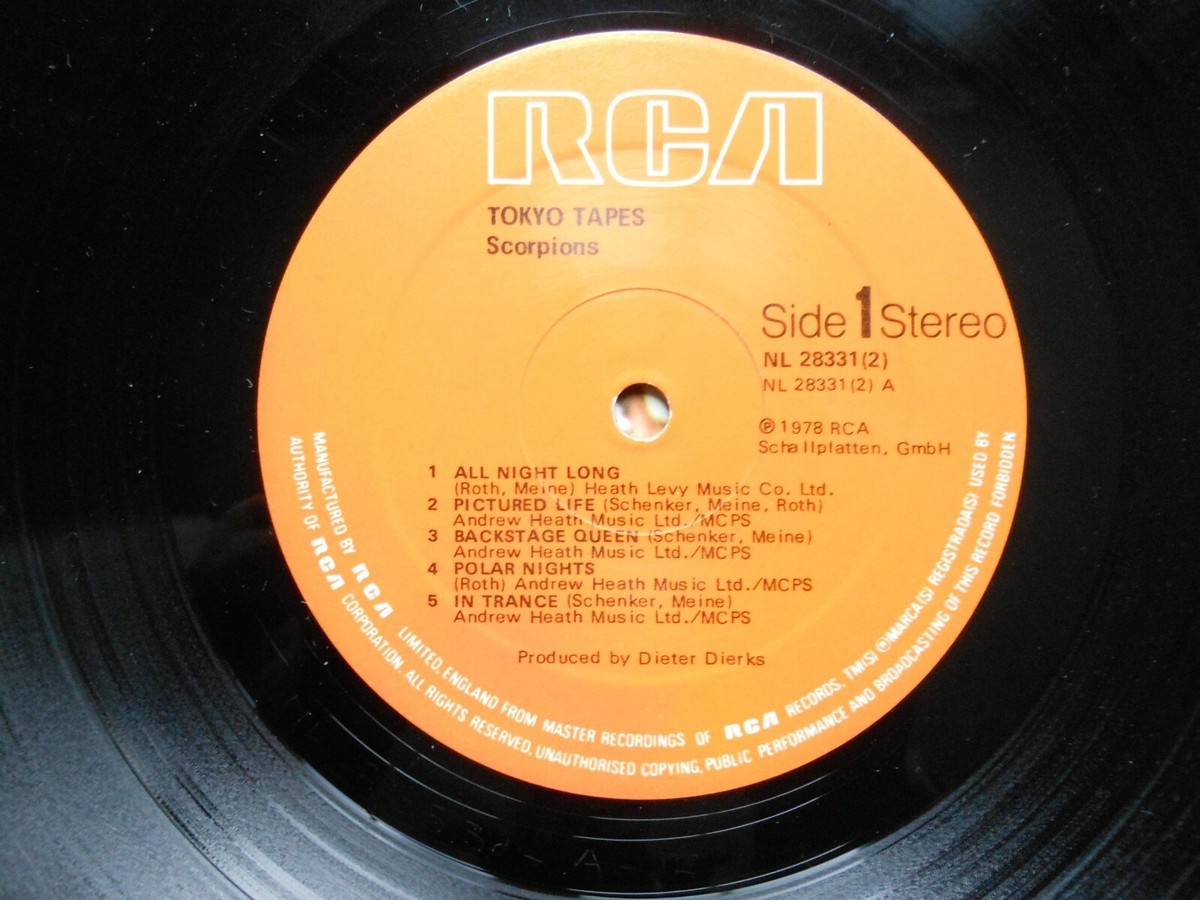 RCA
TOKYO TAPES
Scorpions
Side 1 Stereo
NL 28331(2)
NL 28331(2) A
℗1978 RCA
Schallplatten, GmbH
1 ALL NIGHT LONG
(Roth, Meine) Heath Levy Music Co. Ltd.
2 PICTURED LIFE (Schenker, Meine, Roth)
Andrew Heath Music Ltd./MCPS
3 BACKSTAGE QUEEN (Schenker, Meine)
Andrew Heath Music Ltd./MCPS
4 POLAR NIGHTS
(Roth) Andrew Heath Music Ltd./MCPS
5 IN TRANCE (Schenker, Meine)
Andrew Heath Music Ltd./MCPS
Produced by Dieter Dierks
MANUFACTURED BY RCA LIMITED, ENGLAND FROM MASTER RECORDINGS OF RCA RECORDS. TM(S) ®MARCA(S) REGISTRADA(S) USED BY
AUTHORITY OF RCA CORPORATION. ALL RIGHTS RESERVED. UNAUTHORISED COPYING, PUBLIC PERFORMANCE AND BROADCASTING OF THIS RECORD FORBIDDEN